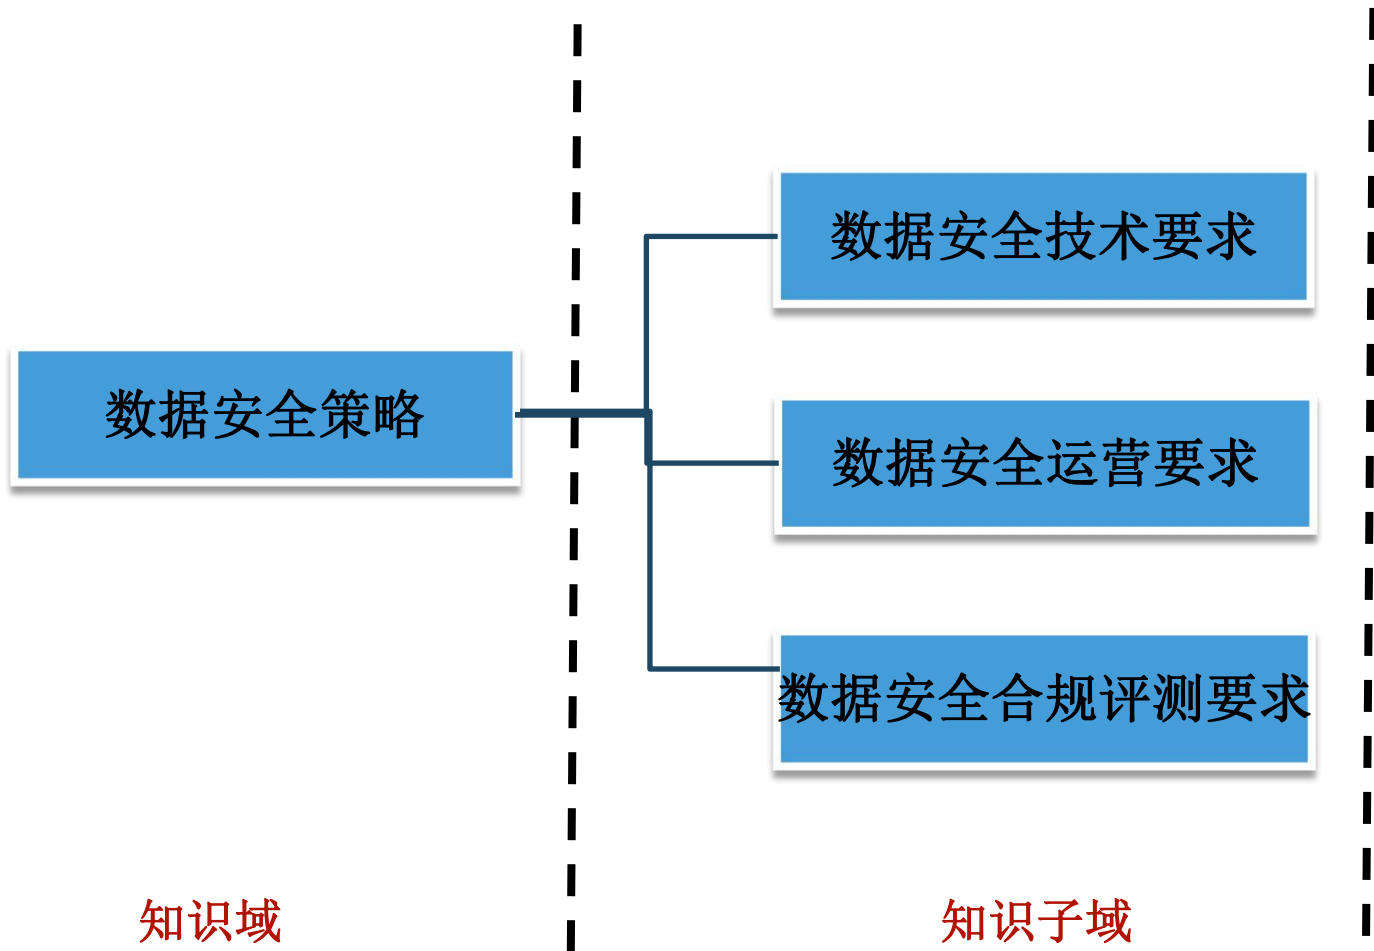 数据安全技术要求
数据安全策略
数据安全运营要求
数据安全合规评测要求
知识域
知识子域